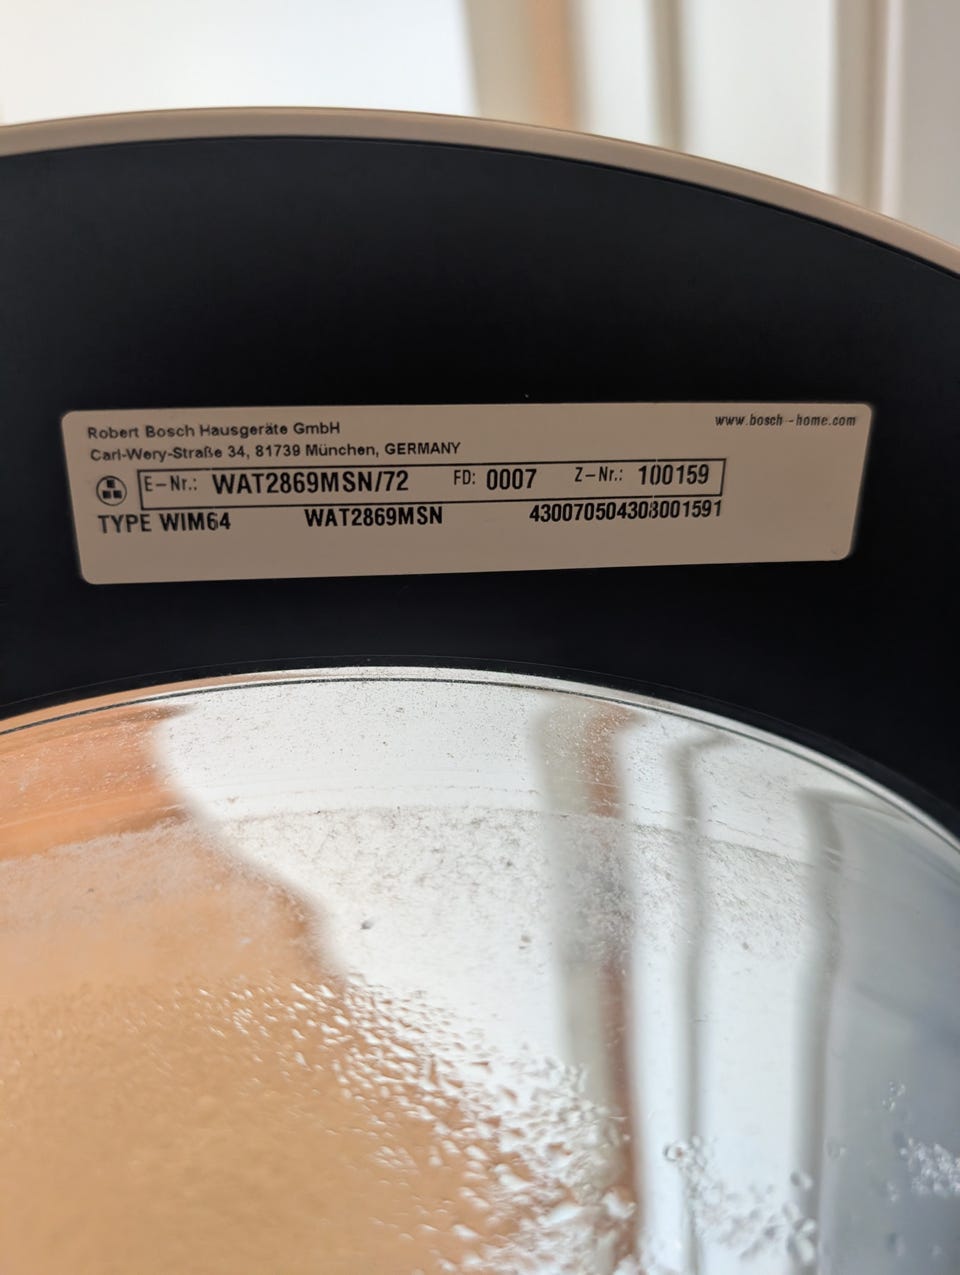 Robert Bosch Hausgeräte GmbH
www.bosch-home.com
Carl-Wery-Straße 34, 81739 München, GERMANY
E-Nr.: WAT2869MSN/72 FD: 0007 Z-Nr.: 100159
TYPE WIM64 WAT2869MSN 430070504308001591